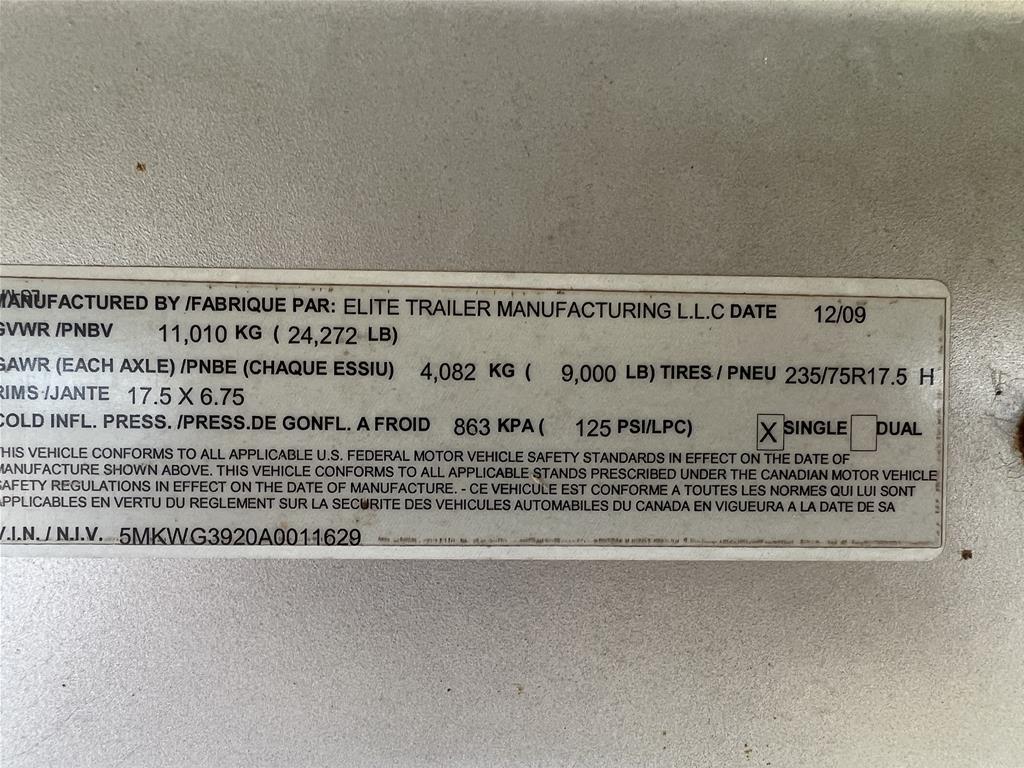 MANUFACTURED BY /FABRIQUE PAR: ELITE TRAILER MANUFACTURING L.L.C DATE 12/09
GVWR /PNBV 11,010 KG ( 24,272 LB)
GAWR (EACH AXLE) /PNBE (CHAQUE ESSIU) 4,082 KG ( 9,000 LB) TIRES / PNEU 235/75R17.5 H
RIMS /JANTE 17.5 X 6.75
COLD INFL. PRESS. /PRESS.DE GONFL. A FROID 863 KPA ( 125 PSI/LPC) X SINGLE DUAL
THIS VEHICLE CONFORMS TO ALL APPLICABLE U.S. FEDERAL MOTOR VEHICLE SAFETY STANDARDS IN EFFECT ON THE DATE OF
MANUFACTURE SHOWN ABOVE. THIS VEHICLE CONFORMS TO ALL APPLICABLE STANDS PRESCRIBED UNDER THE CANADIAN MOTOR VEHICLE
SAFETY REGULATIONS IN EFFECT ON THE DATE OF MANUFACTURE. - CE VEHICULE EST CONFORME A TOUTES LES NORMES QUI LUI SONT
APPLICABLES EN VERTU DU REGLEMENT SUR LA SECURITE DES VEHICULES AUTOMOBILES DU CANADA EN VIGUEUR A LA DATE DE SA
V.I.N. / N.I.V. 5MKWG3920A0011629